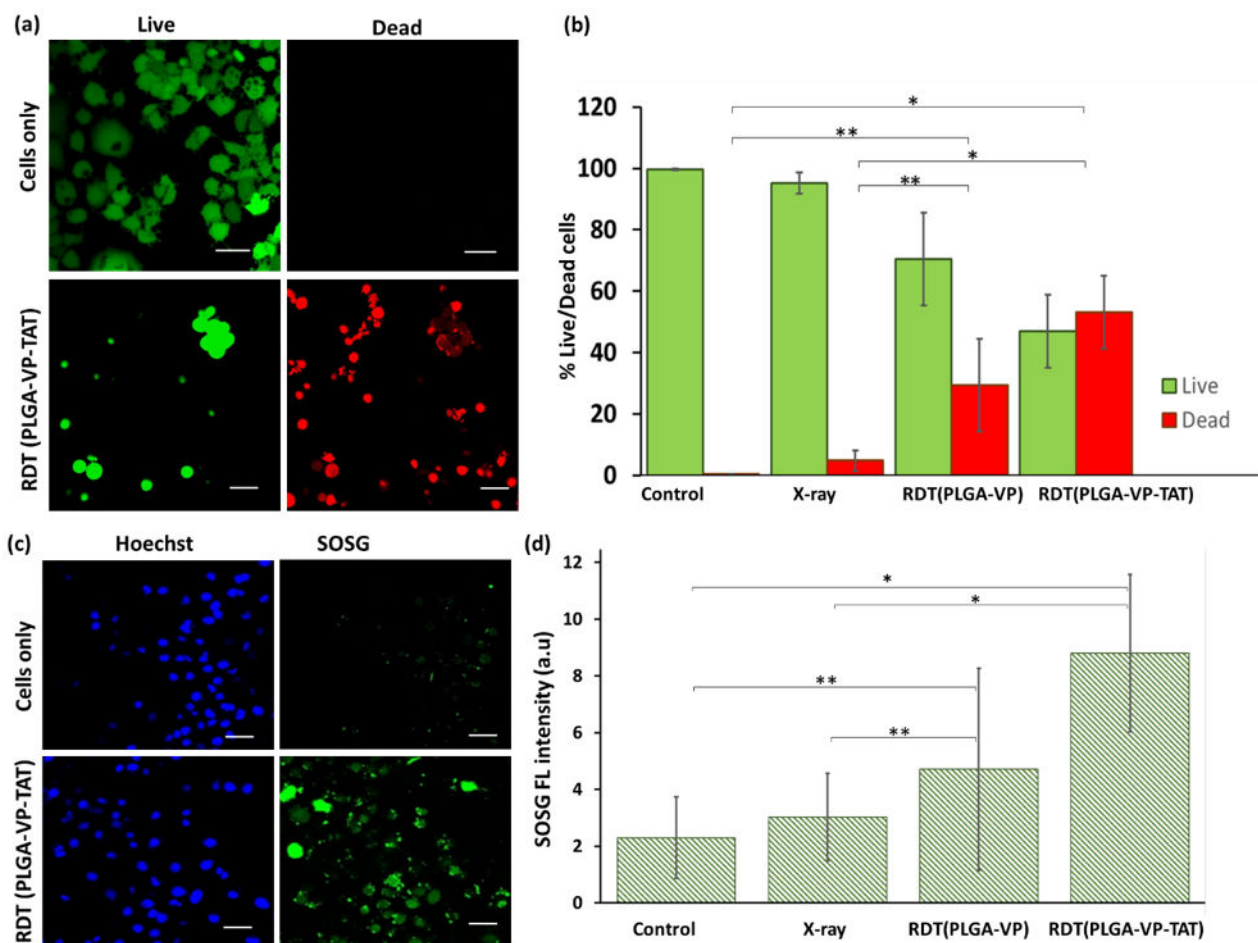 (a)
Live
Dead
Cells only
RDT (PLGA-VP-TAT)
(b)
% Live/Dead cells
120
100
80
60
40
20
0
*
**
*
**
Live
Dead
Control
X-ray
RDT(PLGA-VP)
RDT(PLGA-VP-TAT)
(c)
Hoechst
SOSG
Cells only
RDT (PLGA-VP-TAT)
(d)
SOSG FL intensity (a.u)
12
10
8
6
4
2
0
*
*
**
**
Control
X-ray
RDT(PLGA-VP)
RDT(PLGA-VP-TAT)